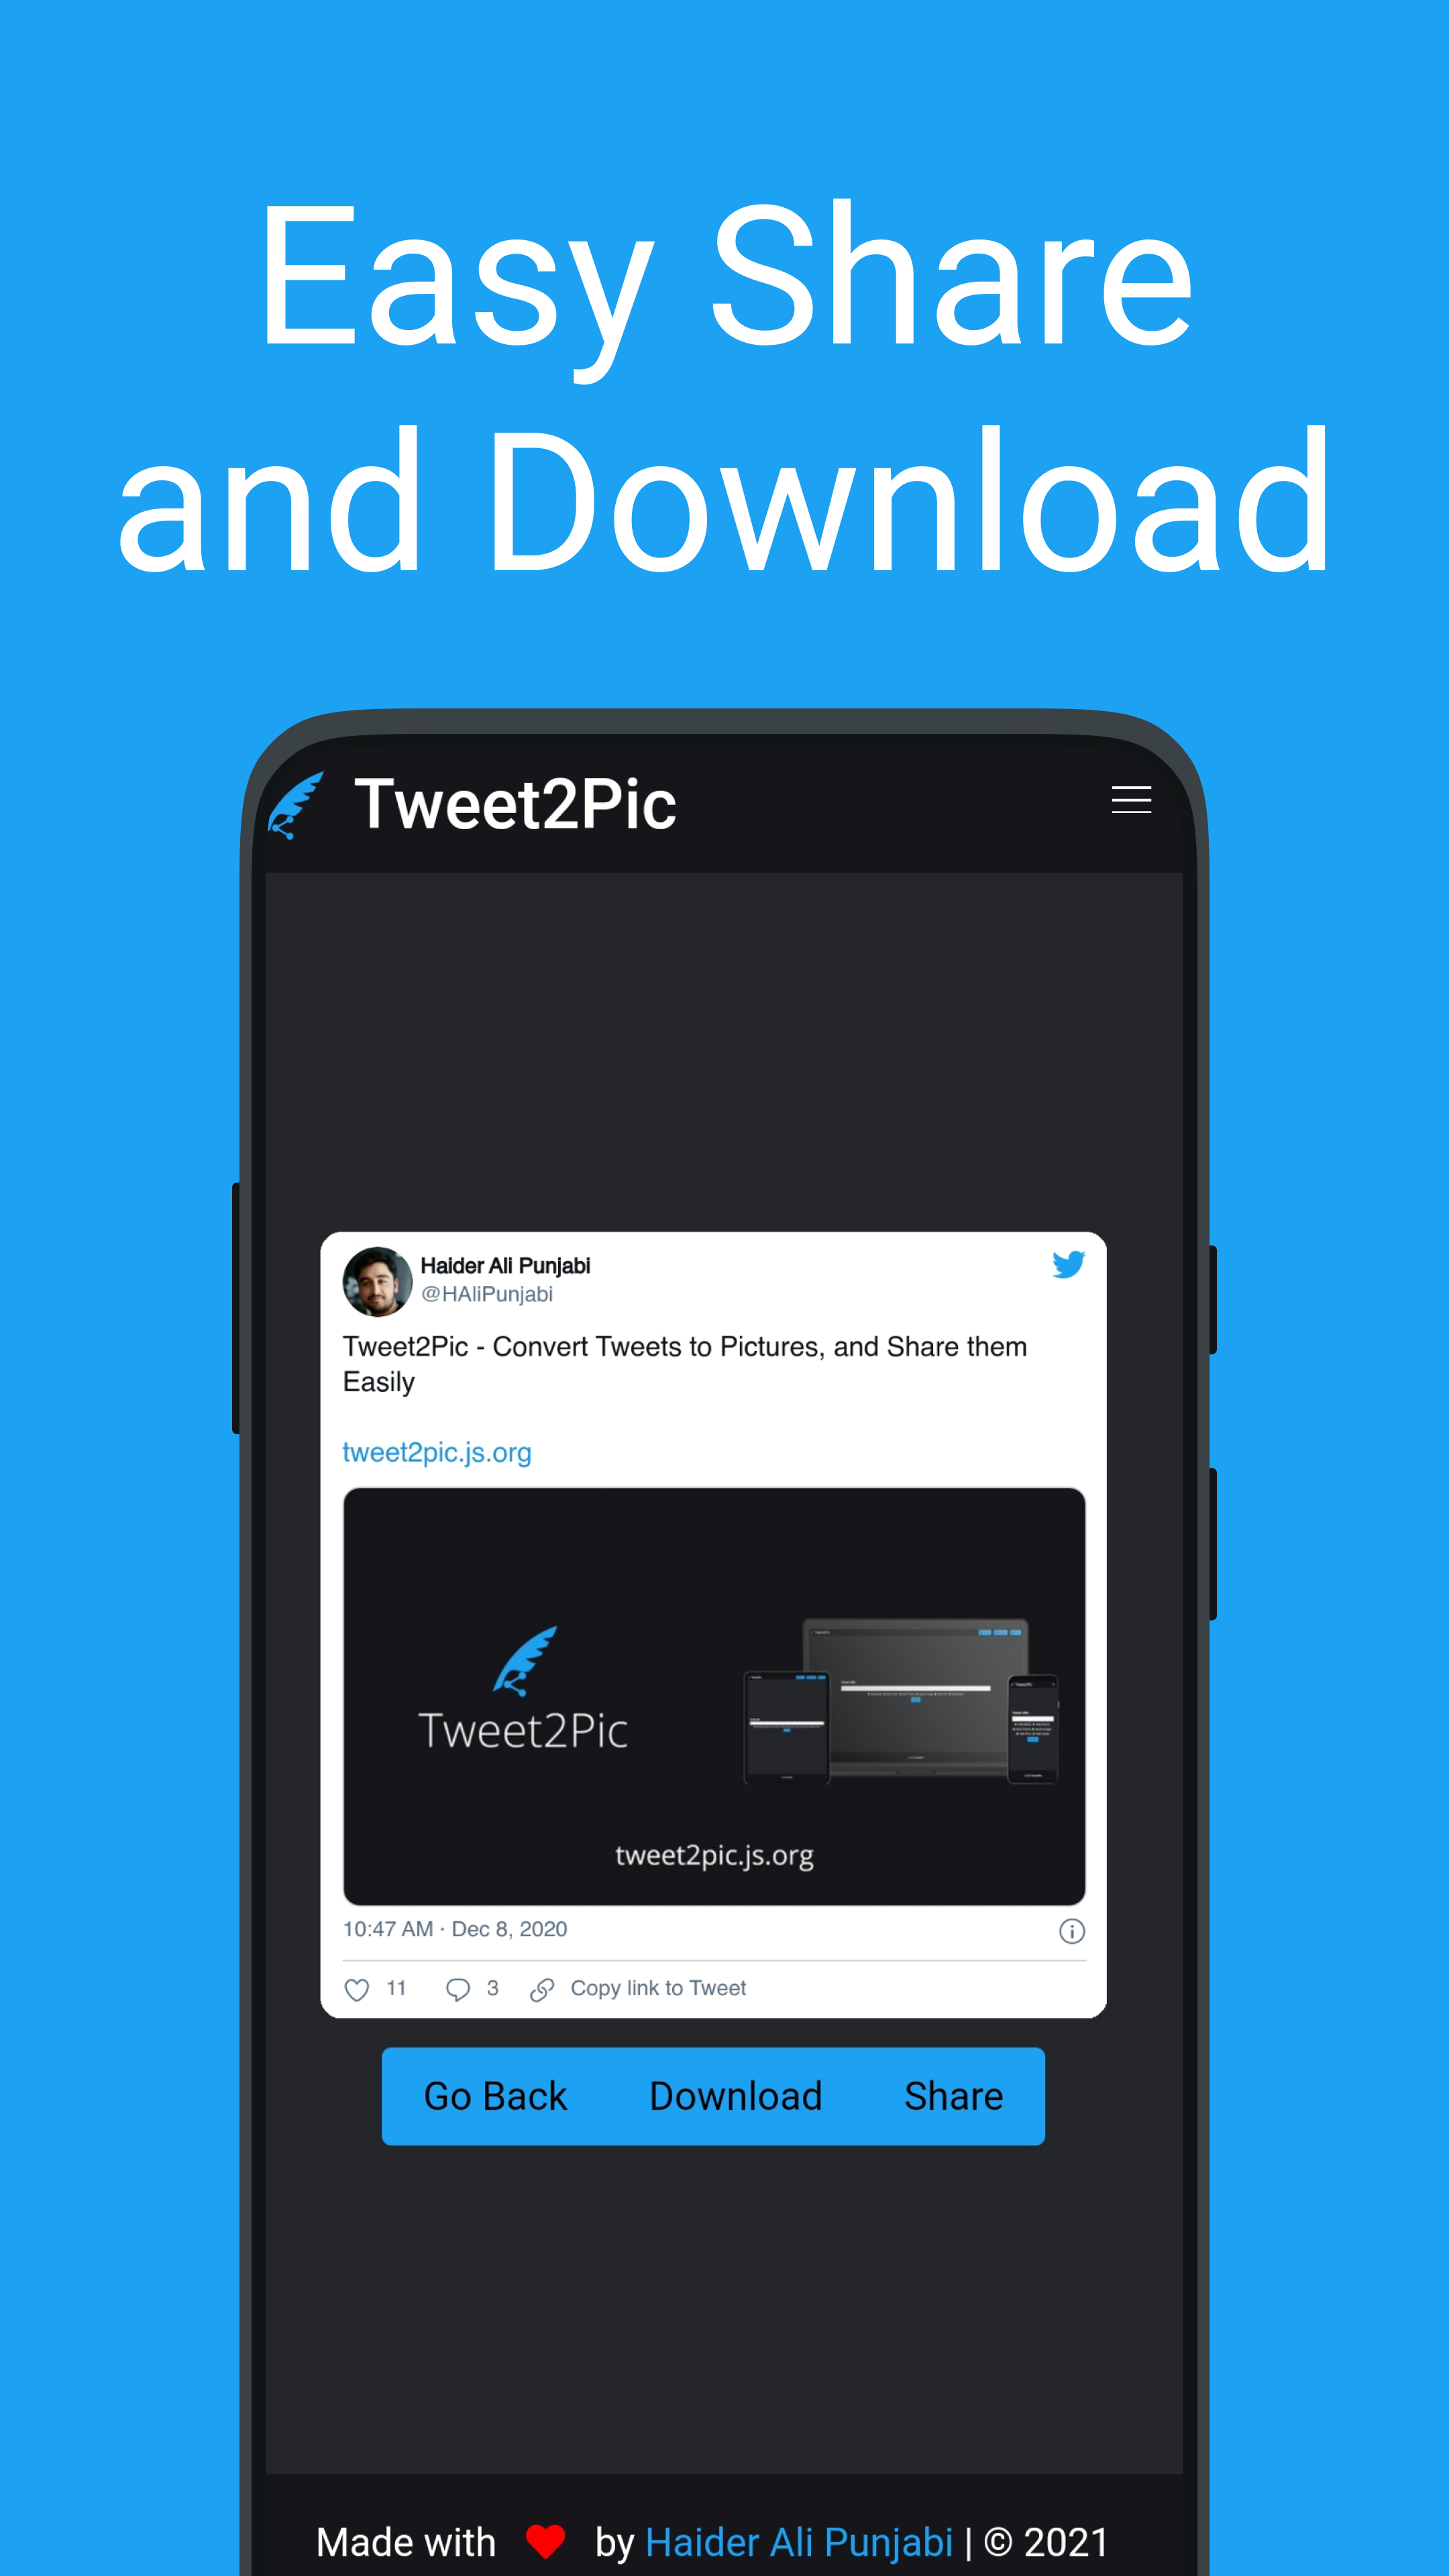 Easy Share
and Download
Tweet2Pic
Haider Ali Punjabi
@HAliPunjabi
Tweet2Pic - Convert Tweets to Pictures, and Share them
Easily
tweet2pic.js.org
Tweet2Pic
tweet2pic.js.org
10:47 AM · Dec 8, 2020
11 3 Copy link to Tweet
Go Back Download Share
Made with ❤ by Haider Ali Punjabi | © 2021